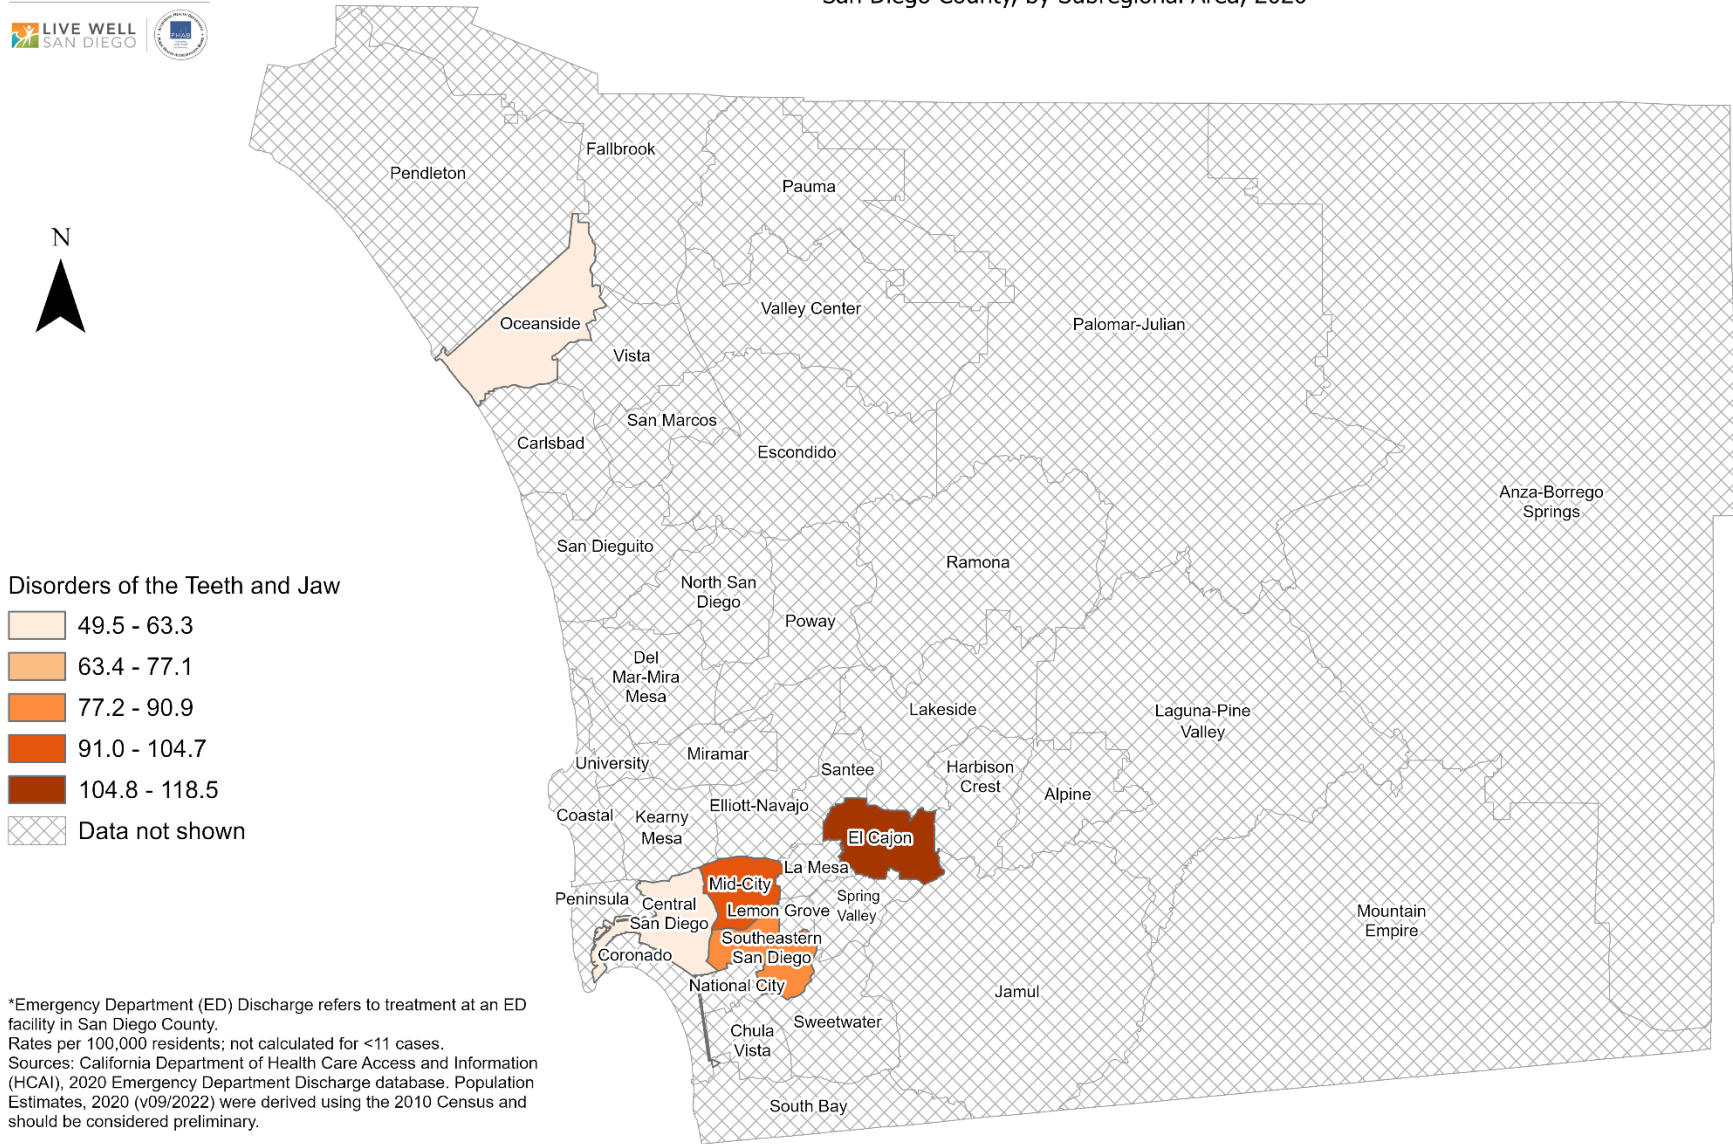 San Diego County, by Subregional Area, 2020
LIVE WELL
SAN DIEGO
PHAB
N
Fallbrook
Pendleton
Pauma
Oceanside
Valley Center
Palomar-Julian
Vista
San Marcos
Carlsbad
Escondido
Anza-Borrego
Springs
San Dieguito
Ramona
North San
Diego
Poway
Del
Mar-Mira
Mesa
Lakeside
Laguna-Pine
Valley
Miramar
University
Santee
Harbison
Crest
Alpine
Elliott-Navajo
Coastal
Kearny
Mesa
El Cajon
La Mesa
Mid-City
Peninsula
Central
San Diego
Lemon Grove
Spring
Valley
Mountain
Empire
Southeastern
San Diego
Coronado
National City
Jamul
Sweetwater
Chula
Vista
South Bay
Disorders of the Teeth and Jaw
49.5 - 63.3
63.4 - 77.1
77.2 - 90.9
91.0 - 104.7
104.8 - 118.5
Data not shown
*Emergency Department (ED) Discharge refers to treatment at an ED
facility in San Diego County.
Rates per 100,000 residents; not calculated for <11 cases.
Sources: California Department of Health Care Access and Information
(HCAI), 2020 Emergency Department Discharge database. Population
Estimates, 2020 (v09/2022) were derived using the 2010 Census and
should be considered preliminary.